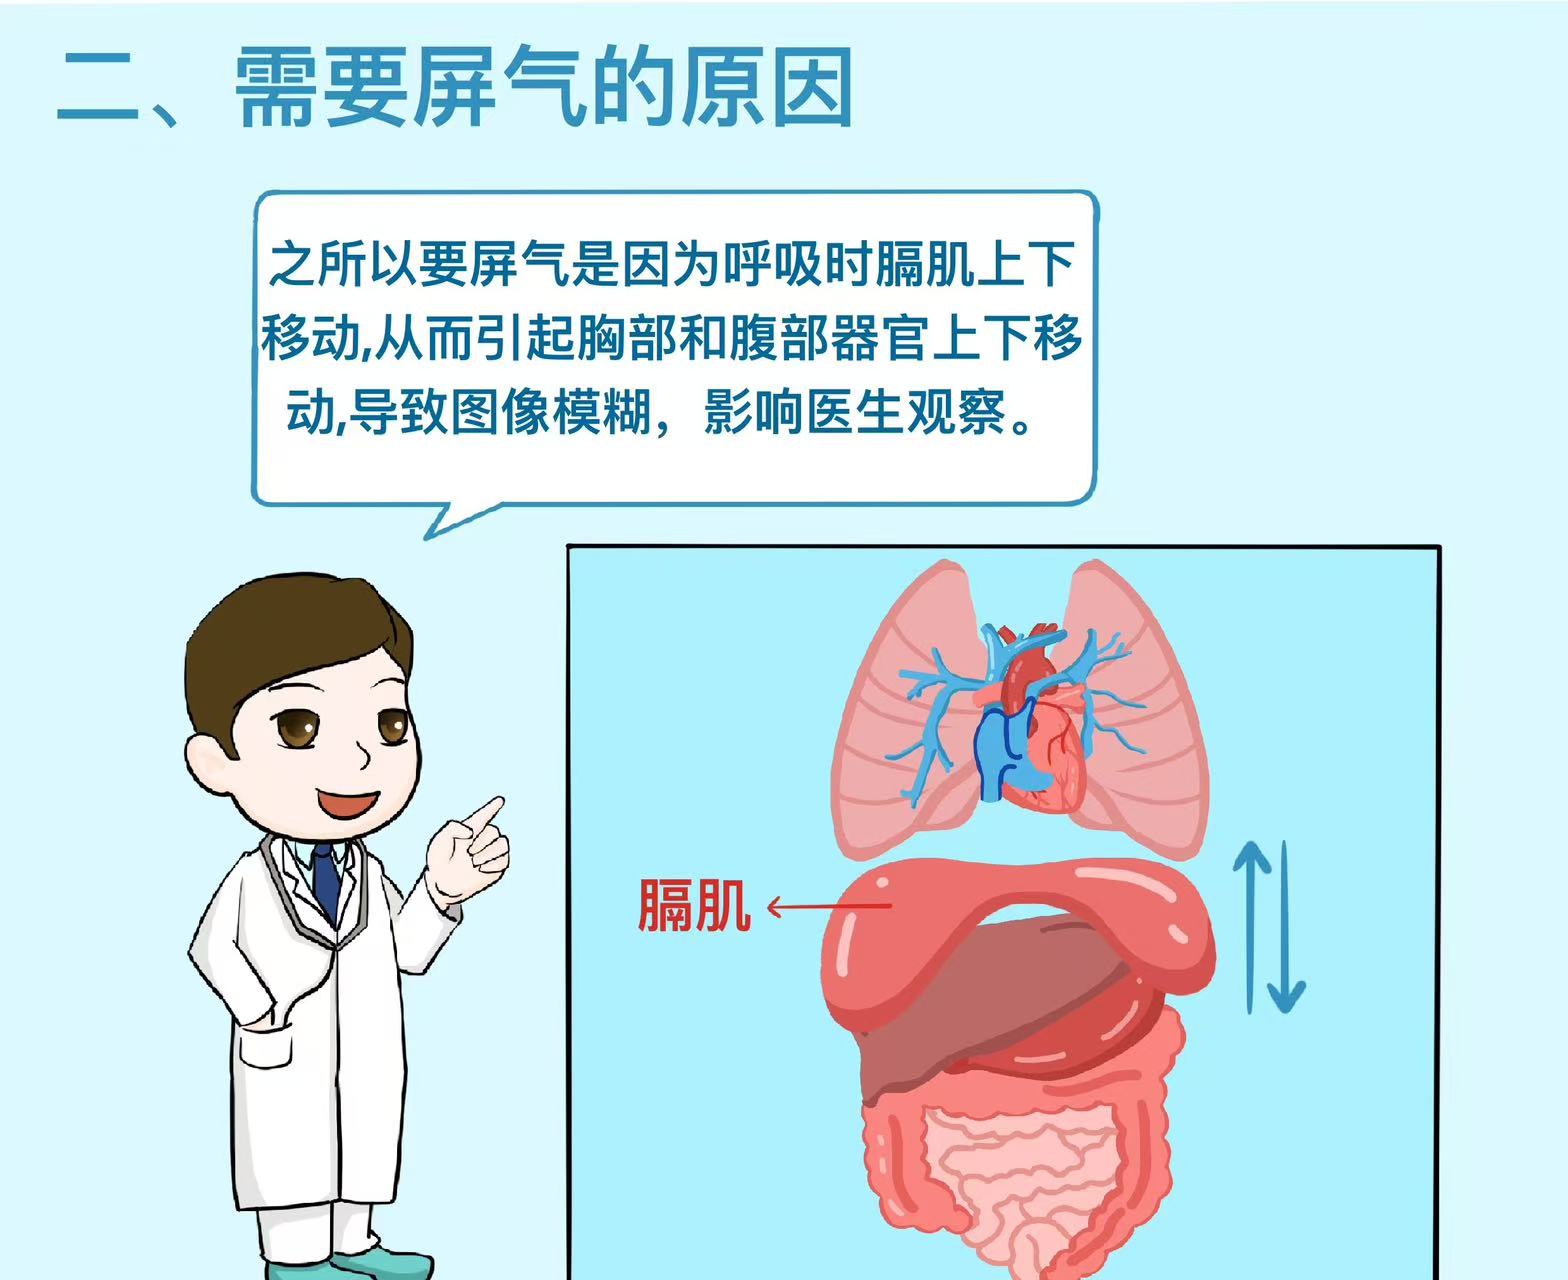 二、需要屏气的原因
之所以要屏气是因为呼吸时膈肌上下
移动,从而引起胸部和腹部器官上下移
动,导致图像模糊，影响医生观察。
膈肌